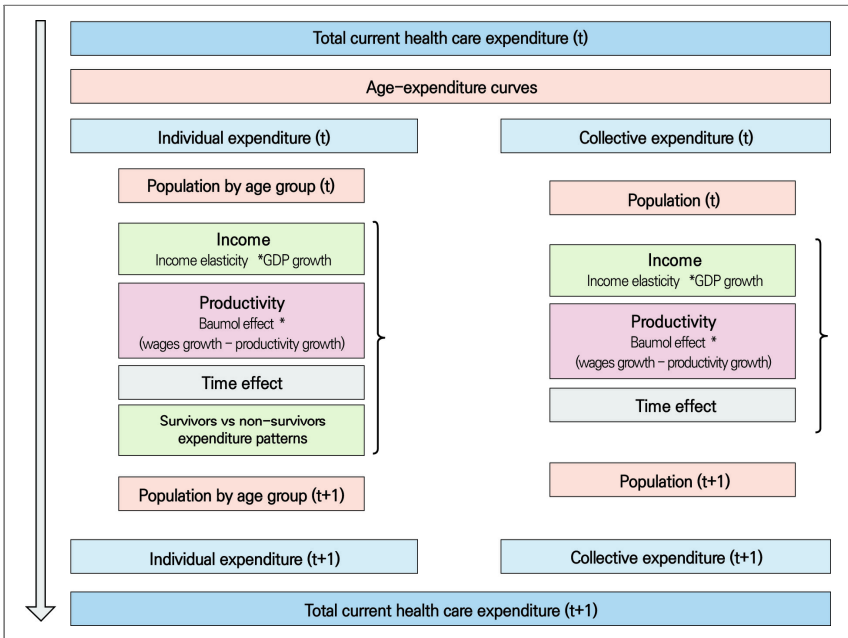 Total current health care expenditure (t)
Age-expenditure curves
Individual expenditure (t)
Population by age group (t)
Income
Income elasticity *GDP growth
Productivity
Baumol effect *
(wages growth - productivity growth)
Time effect
Survivors vs non-survivors
expenditure patterns
Population by age group (t+1)
Individual expenditure (t+1)
Collective expenditure (t)
Population (t)
Income
Income elasticity *GDP growth
Productivity
Baumol effect *
(wages growth - productivity growth)
Time effect
Population (t+1)
Collective expenditure (t+1)
Total current health care expenditure (t+1)